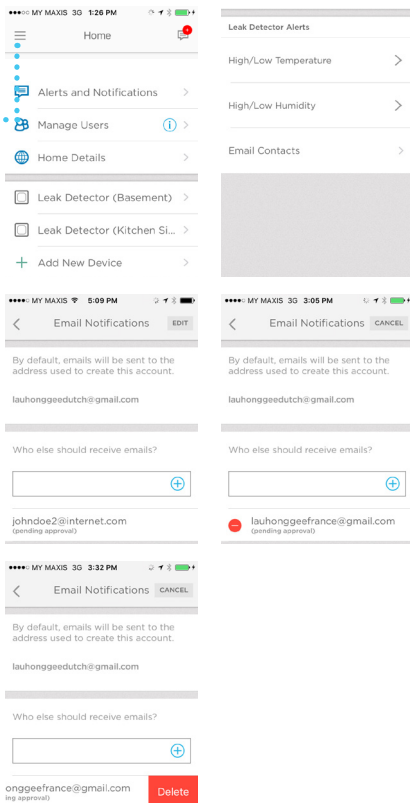 MY MAXIS 3G 1:26 PM
Home
Alerts and Notifications
Manage Users
Home Details
Leak Detector (Basement)
Leak Detector (Kitchen Si...
Add New Device
Leak Detector Alerts
High/Low Temperature
High/Low Humidity
Email Contacts
MY MAXIS 5:09 PM
Email Notifications EDIT
By default, emails will be sent to the
address used to create this account.
lauhonggeedutch@gmail.com
Who else should receive emails?
johndoe2@internet.com
(pending approval)
MY MAXIS 3G 3:05 PM
Email Notifications CANCEL
By default, emails will be sent to the
address used to create this account.
lauhonggeedutch@gmail.com
Who else should receive emails?
lauhonggeefrance@gmail.com
(pending approval)
MY MAXIS 3G 3:32 PM
Email Notifications CANCEL
By default, emails will be sent to the
address used to create this account.
lauhonggeedutch@gmail.com
Who else should receive emails?
onggeefrance@gmail.com Delete
ing approval)